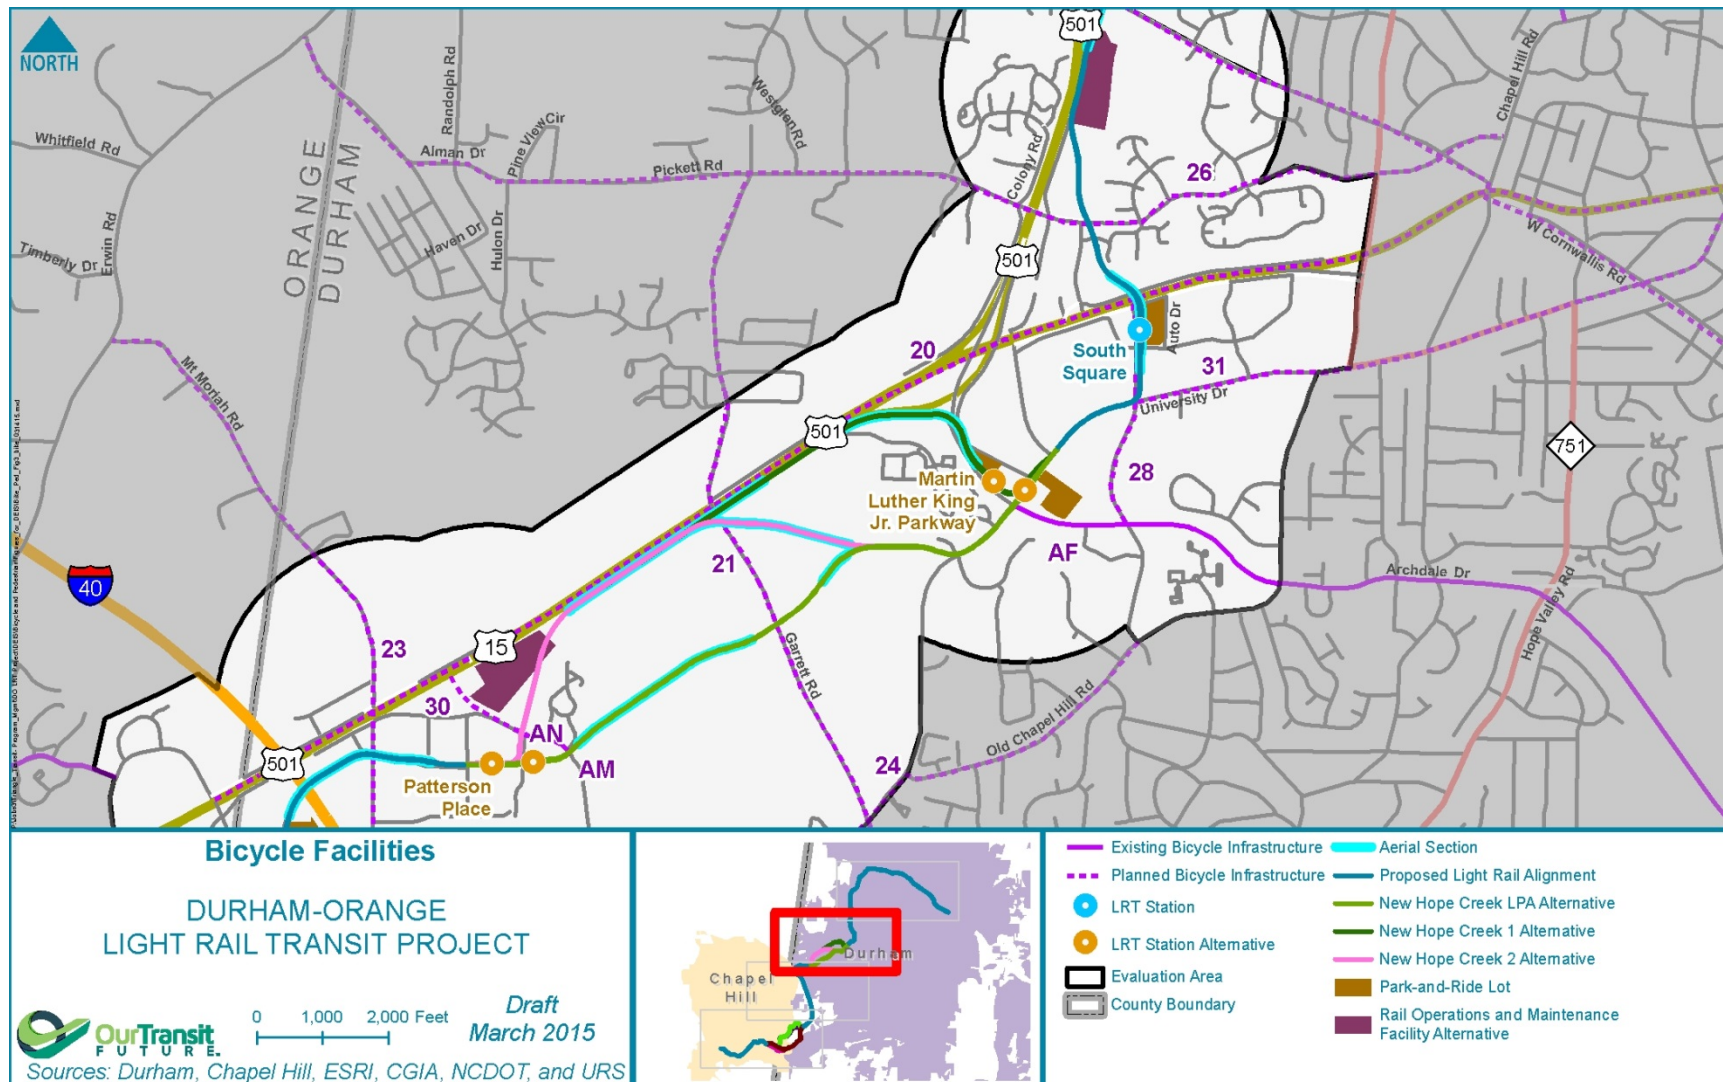 NORTH
501
Chapel Hill Rd
Randolph Rd
Westglen Rd
Pine View Cir
Whitfield Rd
Alman Dr
Pickett Rd
26
Colony Rd
ORANGE
DURHAM
Erwin Rd
Haven Dr
Hulon Dr
W Cornwallis Rd
Timberly Dr
501
Auto Dr
South
Square
20
31
Mt Moriah Rd
University Dr
501
751
28
Martin
Luther King
Jr. Parkway
AF
21
40
Archdale Dr
Hope Valley Rd
15
23
Garrett Rd
30
AN
Old Chapel Hill Rd
501
AM
24
Patterson
Place
Bicycle Facilities
DURHAM-ORANGE
LIGHT RAIL TRANSIT PROJECT
0 1,000 2,000 Feet
Draft
March 2015
OurTransit
FUTURE.
Sources: Durham, Chapel Hill, ESRI, CGIA, NCDOT, and URS
Durham
Chapel
Hill
Existing Bicycle Infrastructure
Planned Bicycle Infrastructure
LRT Station
LRT Station Alternative
Evaluation Area
County Boundary
Aerial Section
Proposed Light Rail Alignment
New Hope Creek LPA Alternative
New Hope Creek 1 Alternative
New Hope Creek 2 Alternative
Park-and-Ride Lot
Rail Operations and Maintenance
Facility Alternative